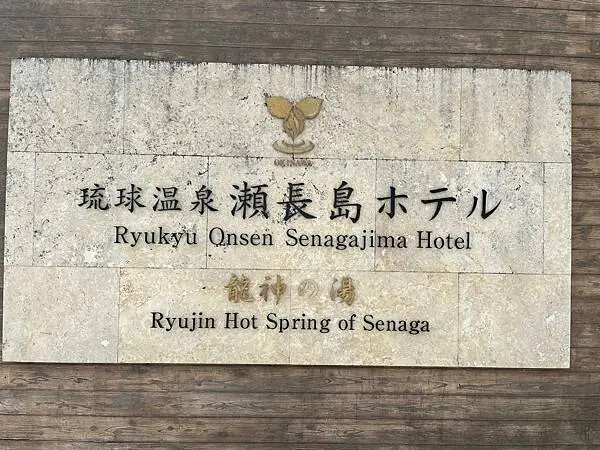 OKINAWA
琉球温泉瀬長島ホテル
Ryukyu Onsen Senagajima Hotel
龍神の湯
Ryujin Hot Spring of Senaga